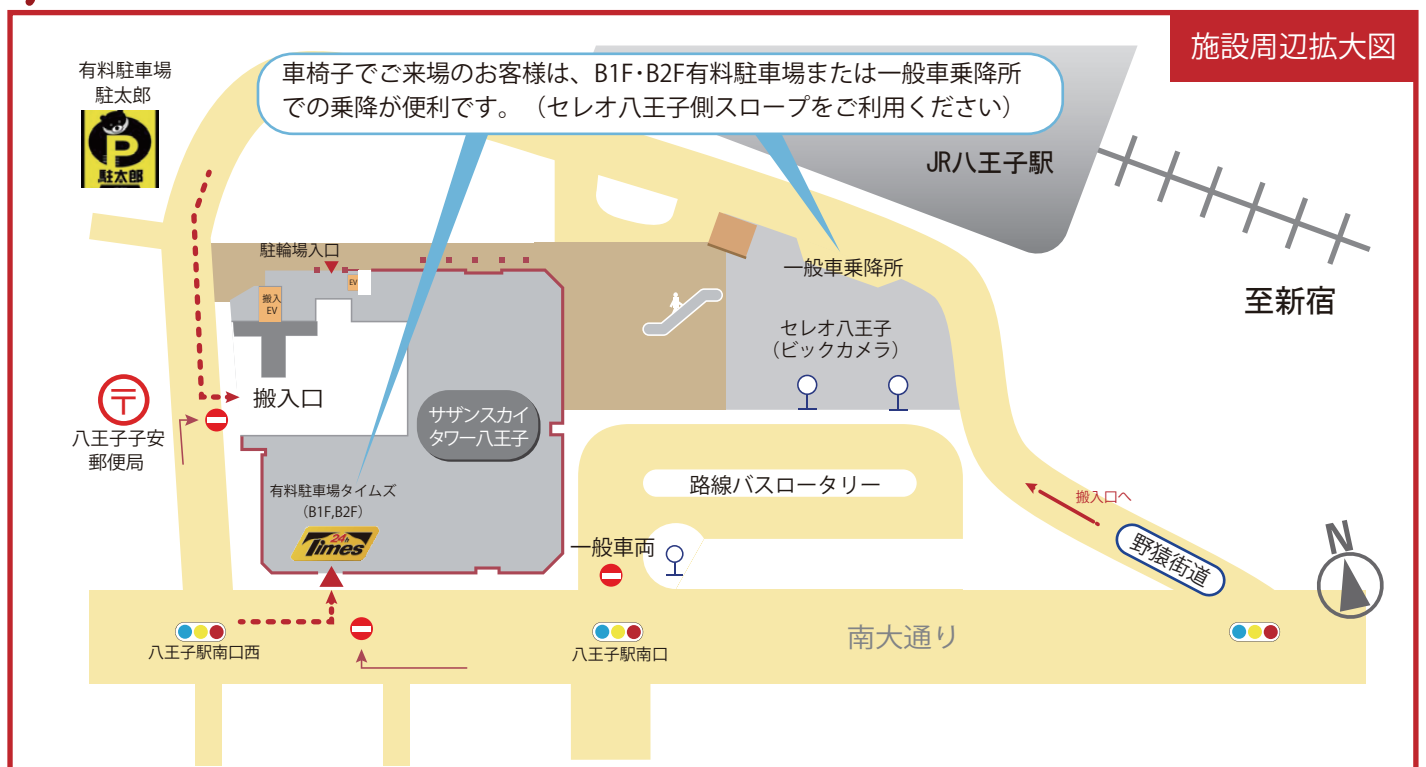 施設周辺拡大図
有料駐車場
駐太郎
P
駐太郎
車椅子でご来場のお客様は、B1F・B2F有料駐車場または一般車乗降所
での乗降が便利です。（セレオ八王子側スロープをご利用ください）
JR八王子駅
駐輪場入口
一般車乗降所
EV
搬入
EV
至新宿
セレオ八王子
（ビックカメラ）
搬入口
サザンスカイ
タワー八王子
〒
八王子子安
郵便局
有料駐車場タイムズ
（B1F,B2F）
24h
Times
路線バスロータリー
搬入口へ
一般車両
野猿街道
N
八王子駅南口西
八王子駅南口
南大通り